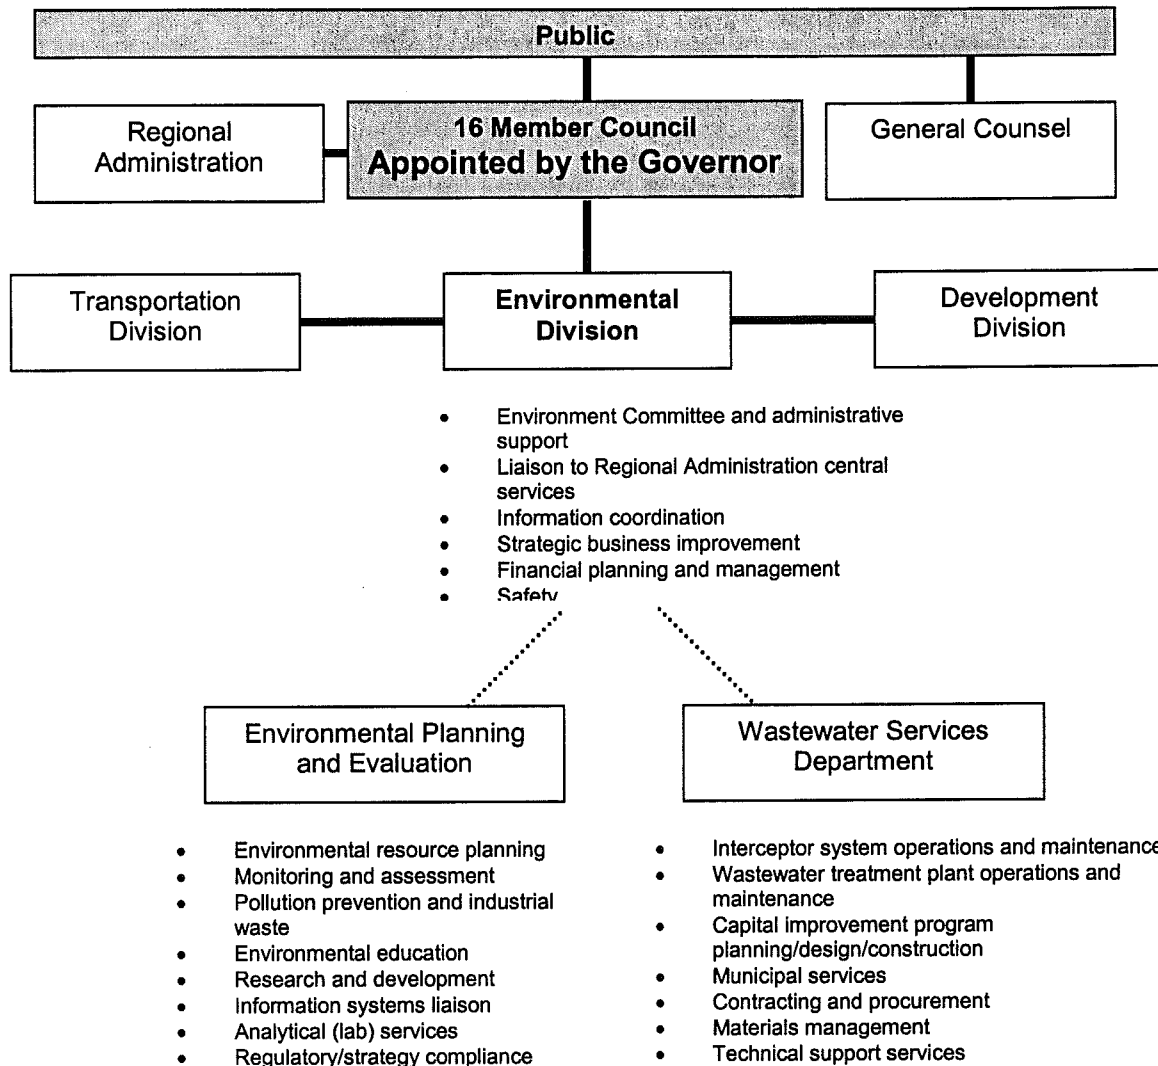 Public
Regional
Administration
16 Member Council
Appointed by the Governor
General Counsel
Transportation
Division
Environmental
Division
Development
Division
• Environment Committee and administrative
support
• Liaison to Regional Administration central
services
• Information coordination
• Strategic business improvement
• Financial planning and management
• Safety
Environmental Planning
and Evaluation
Wastewater Services
Department
• Environmental resource planning
• Monitoring and assessment
• Pollution prevention and industrial
waste
• Environmental education
• Research and development
• Information systems liaison
• Analytical (lab) services
• Regulatory/strategy compliance
• Interceptor system operations and maintenance
• Wastewater treatment plant operations and
maintenance
• Capital improvement program
planning/design/construction
• Municipal services
• Contracting and procurement
• Materials management
• Technical support services